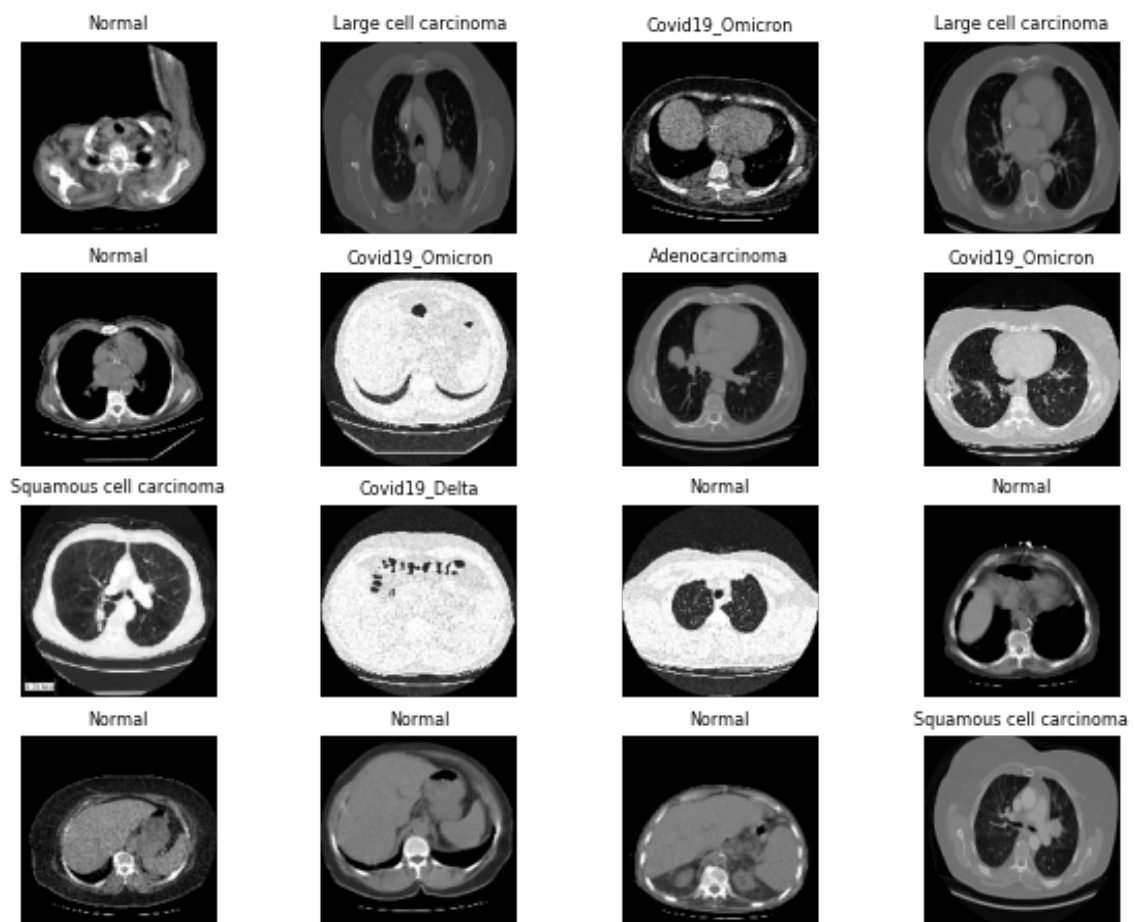 Normal
Large cell carcinoma
Covid19_Omicron
Large cell carcinoma
Normal
Covid19_Omicron
Adenocarcinoma
Covid19_Omicron
Squamous cell carcinoma
Covid19_Delta
Normal
Normal
Normal
Normal
Normal
Squamous cell carcinoma